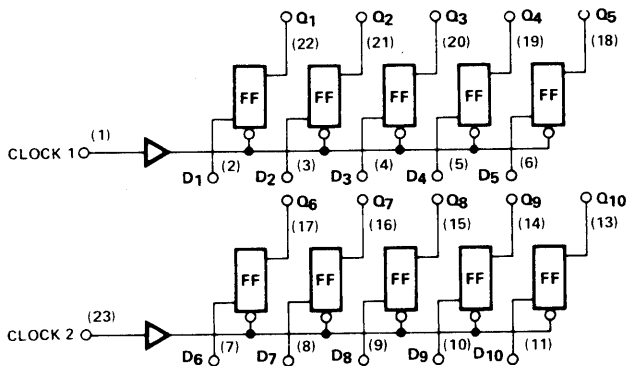 Q1 Q2 Q3 Q4 Q5
(22) (21) (20) (19) (18)
FF FF FF FF FF
(1)
CLOCK 1
(2) (3) (4) (5) (6)
D1 D2 D3 D4 D5
Q6 Q7 Q8 Q9 Q10
(17) (16) (15) (14) (13)
FF FF FF FF FF
(23)
CLOCK 2
D6 (7) D7 (8) D8 (9) D9 (10) D10 (11)